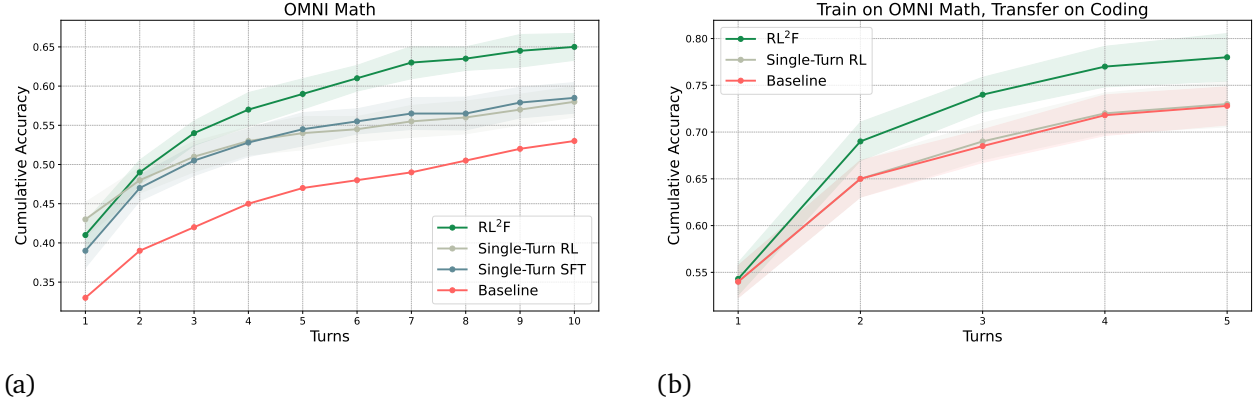 OMNI Math
Cumulative Accuracy
0.65
0.60
0.55
0.50
0.45
0.40
0.35
RL²F
Single-Turn RL
Single-Turn SFT
Baseline
1 2 3 4 5 6 7 8 9 10
Turns
(a)
Train on OMNI Math, Transfer on Coding
Cumulative Accuracy
0.80
0.75
0.70
0.65
0.60
0.55
RL²F
Single-Turn RL
Baseline
1 2 3 4 5
Turns
(b)